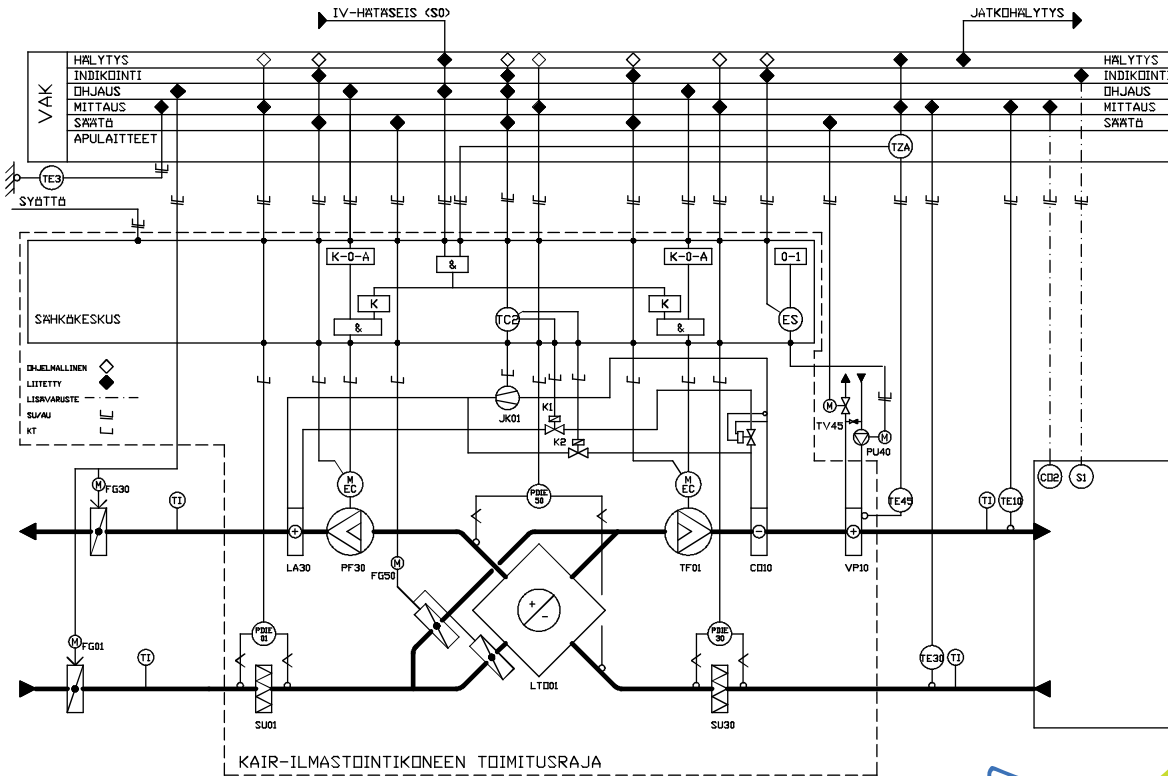 IV-HÄTÄSEIS (S0)
JATKOHÄLYTYS
VAK
HÄLYTYS
HÄLYTYS
INDIKOINTI
INDIKOINTI
OHJAUS
OHJAUS
MITTAUS
MITTAUS
SÄÄTÖ
SÄÄTÖ
APULAITTEET
TZA
TE3
SYÖTTÖ
K-O-A
&
K-O-A
0-1
K
K
&
TC2
&
ES
SÄHKÖKESKUS
OHJELMALLINEN
LIITETTY
LISÄVARUSTE
SU/AU
KT
JK01
K1
K2
M
TV45
M
PU40
M
FG30
TI
M
EC
PDIE
50
M
EC
TE45
TI
TE10
CO2
S1
LA30
PF30
M
FG50
TF01
CO10
VP10
+
-
M
FG01
TI
PDIE
01
PDIE
30
TE30
TI
SU01
LTO01
SU30
KAIR-ILMASTOINTIKONEEN TOIMITUSRAJA